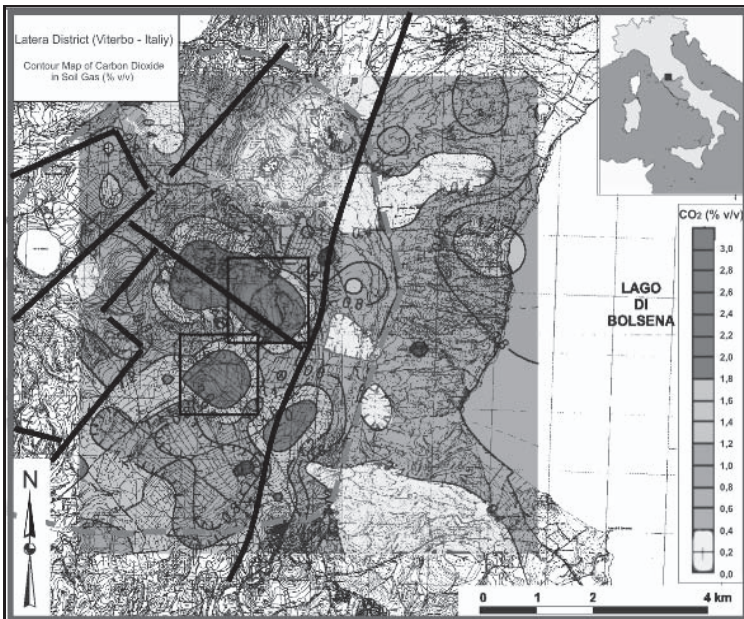 Latera District (Viterbo - Italiy)
Contour Map of Carbon Dioxide
in Soil Gas (% v/v)
CO₂ (% v/v)
3,0
2,8
2,6
2,4
2,2
2,0
1,8
1,6
1,4
1,2
1,0
0,8
0,6
0,4
0,2
0,0
LAGO
DI
BOLSENA
N
0 1 2 4 km